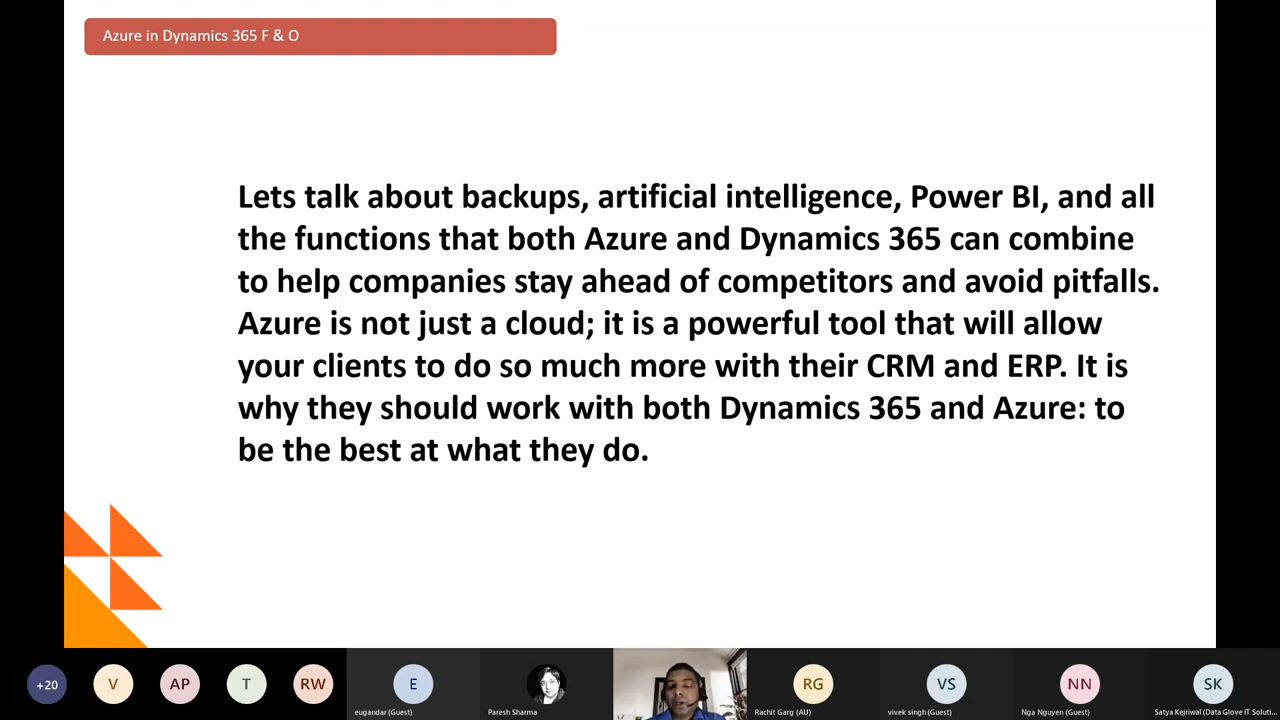 Azure in Dynamics 365 F & O
Lets talk about backups, artificial intelligence, Power BI, and all
the functions that both Azure and Dynamics 365 can combine
to help companies stay ahead of competitors and avoid pitfalls.
Azure is not just a cloud; it is a powerful tool that will allow
your clients to do so much more with their CRM and ERP. It is
why they should work with both Dynamics 365 and Azure: to
be the best at what they do.
+20
V
AP
T
RW
E
RG
VS
NN
SK
eugandar (Guest)
Paresh Sharma
Rachit Garg (AU)
vivek singh (Guest)
Nga Nguyen (Guest)
Satya Kejriwal (Data Glove IT Soluti...